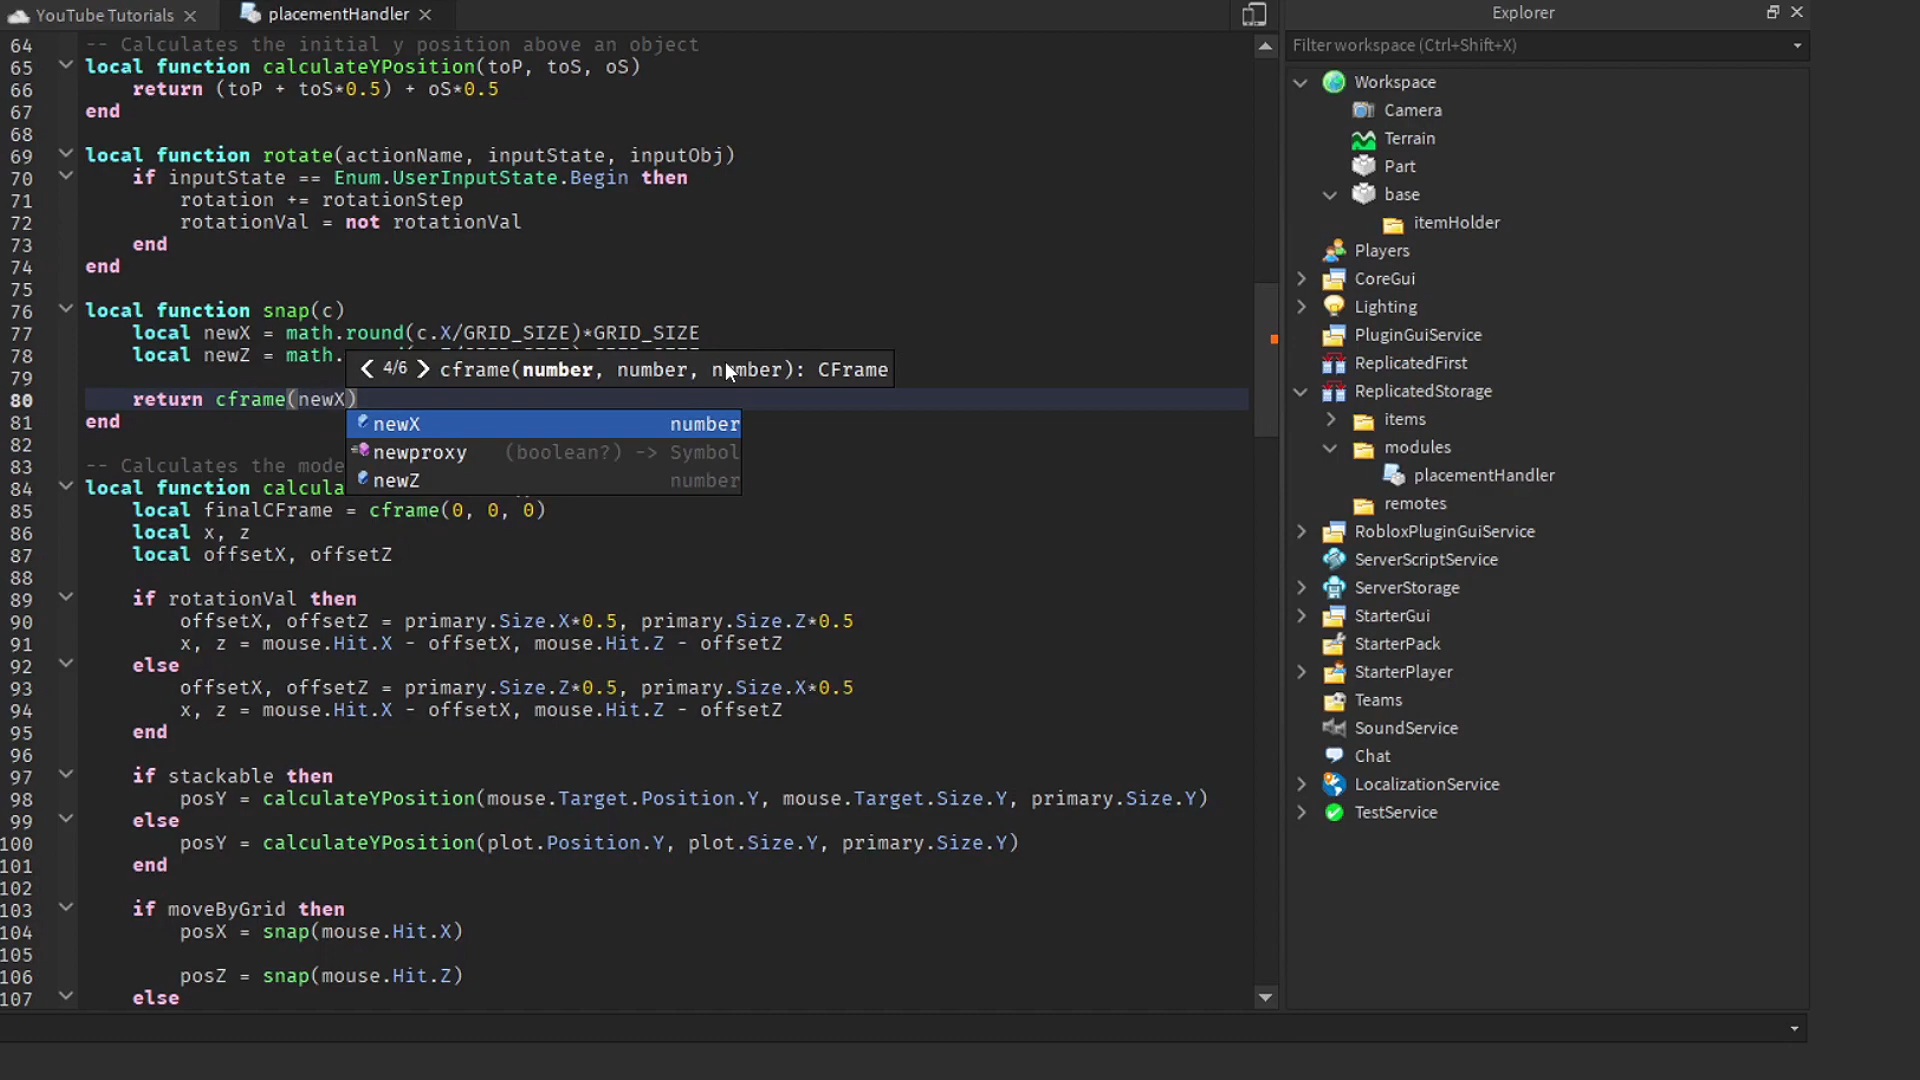 YouTube Tutorials
placementHandler
Explorer
Filter workspace (Ctrl+Shift+X)
64 -- Calculates the initial y position above an object
65 local function calculateYPosition(toP, toS, oS)
66 return (toP + toS*0.5) + oS*0.5
67 end
68
69 local function rotate(actionName, inputState, inputObj)
70 if inputState == Enum.UserInputState.Begin then
71 rotation += rotationStep
72 rotationVal = not rotationVal
73 end
74 end
75
76 local function snap(c)
77 local newX = math.round(c.X/GRID_SIZE)*GRID_SIZE
78 local newZ = math.
4/6 cframe(number, number, number): CFrame
79
80 return cframe(newX)
newX number
newproxy (boolean?) -> Symbol
newZ number
81 end
82
83 -- Calculates the mode
84 local function calcula
85 local finalCFrame = cframe(0, 0, 0)
86 local x, z
87 local offsetX, offsetZ
88
89 if rotationVal then
90 offsetX, offsetZ = primary.Size.X*0.5, primary.Size.Z*0.5
91 x, z = mouse.Hit.X - offsetX, mouse.Hit.Z - offsetZ
92 else
93 offsetX, offsetZ = primary.Size.Z*0.5, primary.Size.X*0.5
94 x, z = mouse.Hit.X - offsetX, mouse.Hit.Z - offsetZ
95 end
96
97 if stackable then
98 posY = calculateYPosition(mouse.Target.Position.Y, mouse.Target.Size.Y, primary.Size.Y)
99 else
100 posY = calculateYPosition(plot.Position.Y, plot.Size.Y, primary.Size.Y)
101 end
102
103 if moveByGrid then
104 posX = snap(mouse.Hit.X)
105
106 posZ = snap(mouse.Hit.Z)
107 else
Workspace
Camera
Terrain
Part
base
itemHolder
Players
CoreGui
Lighting
PluginGuiService
ReplicatedFirst
ReplicatedStorage
items
modules
placementHandler
remotes
RobloxPluginGuiService
ServerScriptService
ServerStorage
StarterGui
StarterPack
StarterPlayer
Teams
SoundService
Chat
LocalizationService
TestService